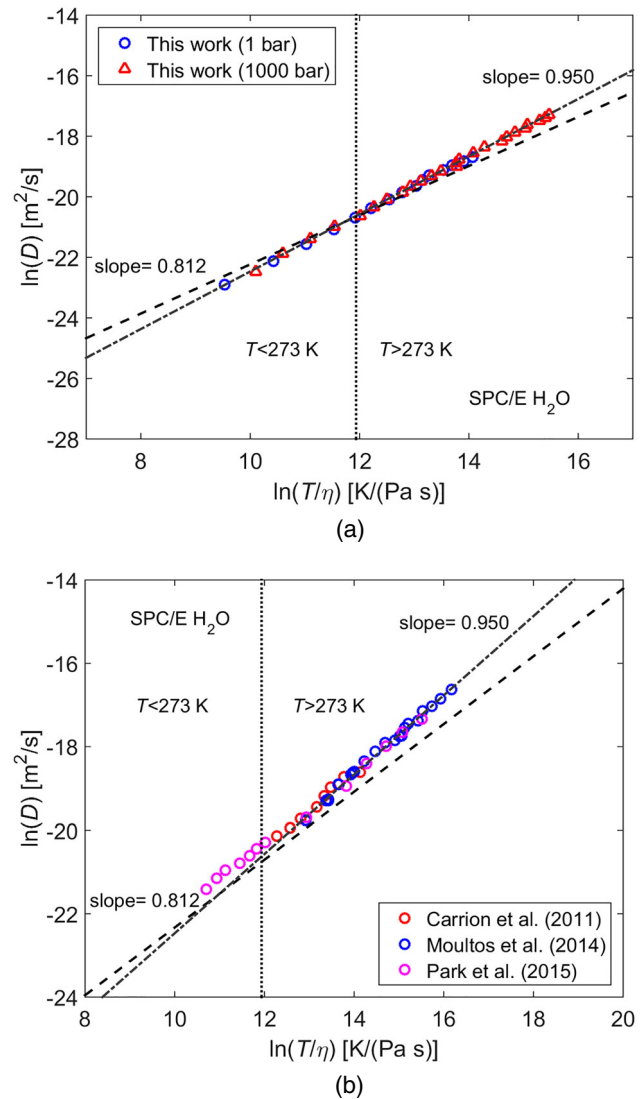 -14
This work (1 bar)
This work (1000 bar)
slope= 0.950
-16
-18
-20
-22
-24
-26
-28
ln(D) [m²/s]
slope= 0.812
T<273 K
T>273 K
SPC/E H₂O
8
10
12
14
16
ln(T/η) [K/(Pa s)]
(a)
-14
SPC/E H₂O
slope= 0.950
-16
T<273 K
T>273 K
-18
ln(D) [m²/s]
-20
slope= 0.812
-22
Carrion et al. (2011)
Moultos et al. (2014)
Park et al. (2015)
-24
8
10
12
14
16
18
20
ln(T/η) [K/(Pa s)]
(b)